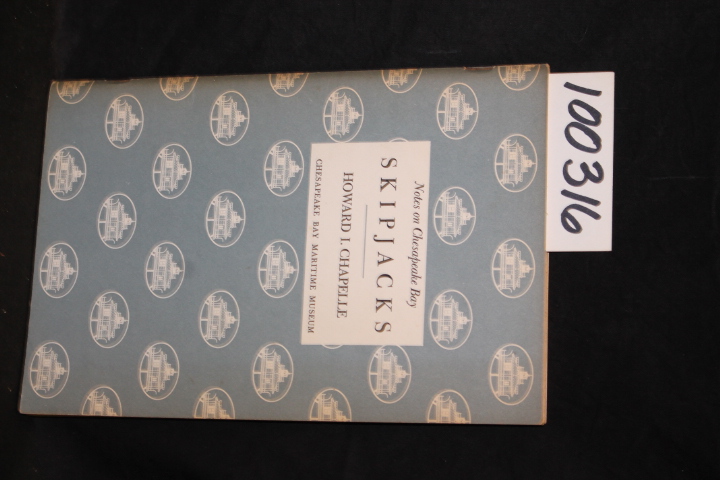 Notes on Chesapeake Bay
SKIPJACKS
HOWARD I. CHAPELLE
CHESAPEAKE BAY MARITIME MUSEUM
100316